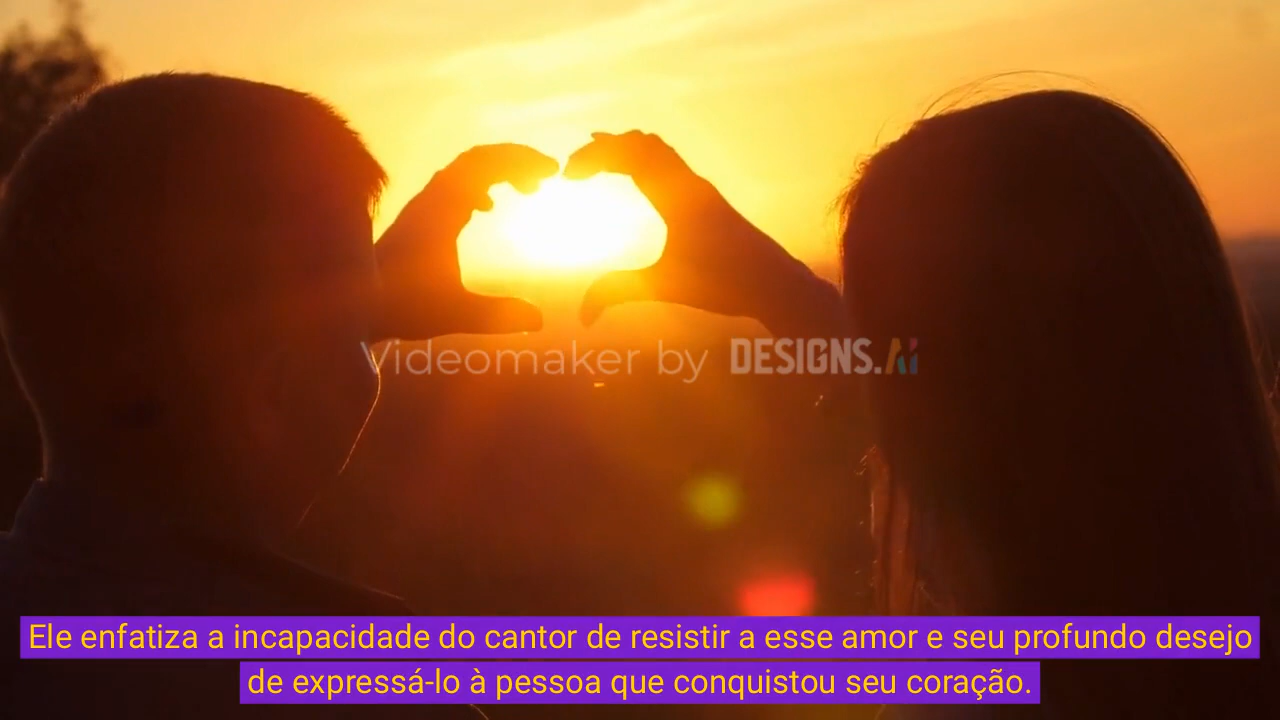 Videomaker by DESIGNS.AI
Ele enfatiza a incapacidade do cantor de resistir a esse amor e seu profundo desejo
de expressá-lo à pessoa que conquistou seu coração.